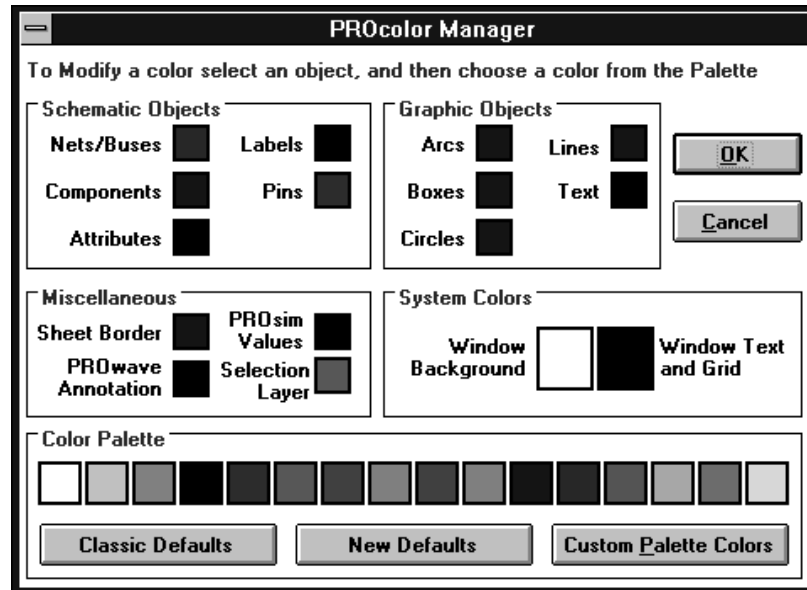 PROcolor Manager
To Modify a color select an object, and then choose a color from the Palette
Schematic Objects
Nets/Buses
Labels
Components
Pins
Attributes
Graphic Objects
Arcs
Lines
Boxes
Text
Circles
OK
Cancel
Miscellaneous
Sheet Border
PROsim
Values
PROwave
Annotation
Selection
Layer
System Colors
Window
Background
Window Text
and Grid
Color Palette
Classic Defaults
New Defaults
Custom Palette Colors